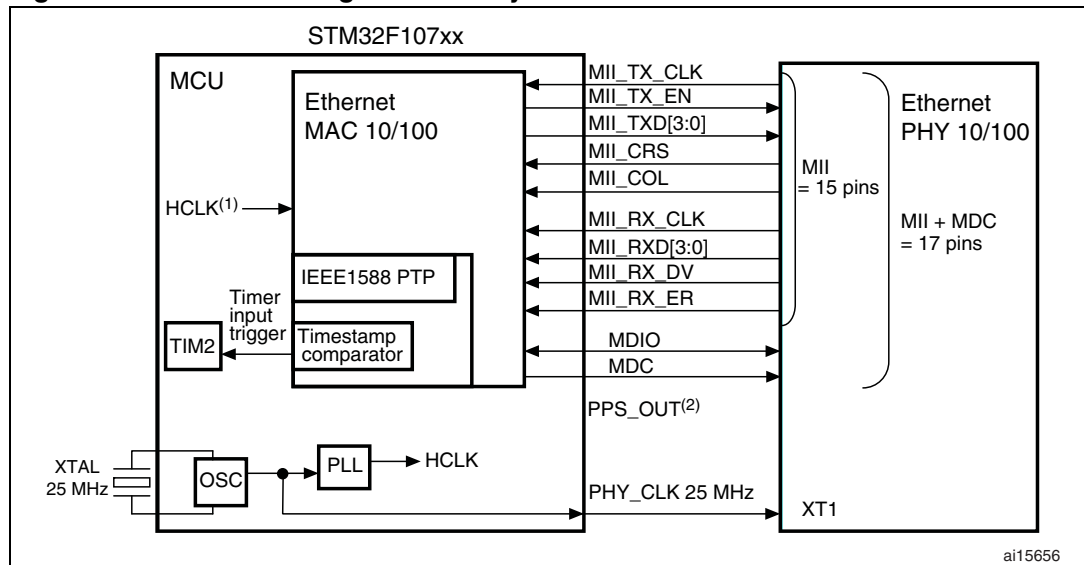 STM32F107xx
MCU
Ethernet
MAC 10/100
HCLK(1)
IEEE1588 PTP
Timer
input
trigger
TIM2
Timestamp
comparator
XTAL
25 MHz
OSC
PLL
HCLK
MII_TX_CLK
MII_TX_EN
MII_TXD[3:0]
MII_CRS
MII_COL
MII_RX_CLK
MII_RXD[3:0]
MII_RX_DV
MII_RX_ER
MDIO
MDC
PPS_OUT(2)
PHY_CLK 25 MHz
Ethernet
PHY 10/100
MII
= 15 pins
MII + MDC
= 17 pins
XT1
ai15656